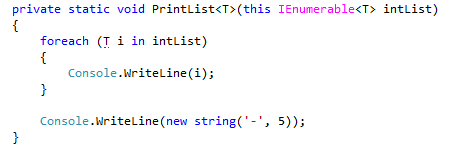 private static void PrintList<T>(this IEnumerable<T> intList)
{
    foreach (T i in intList)
    {
        Console.WriteLine(i);
    }

    Console.WriteLine(new string('-', 5));
}